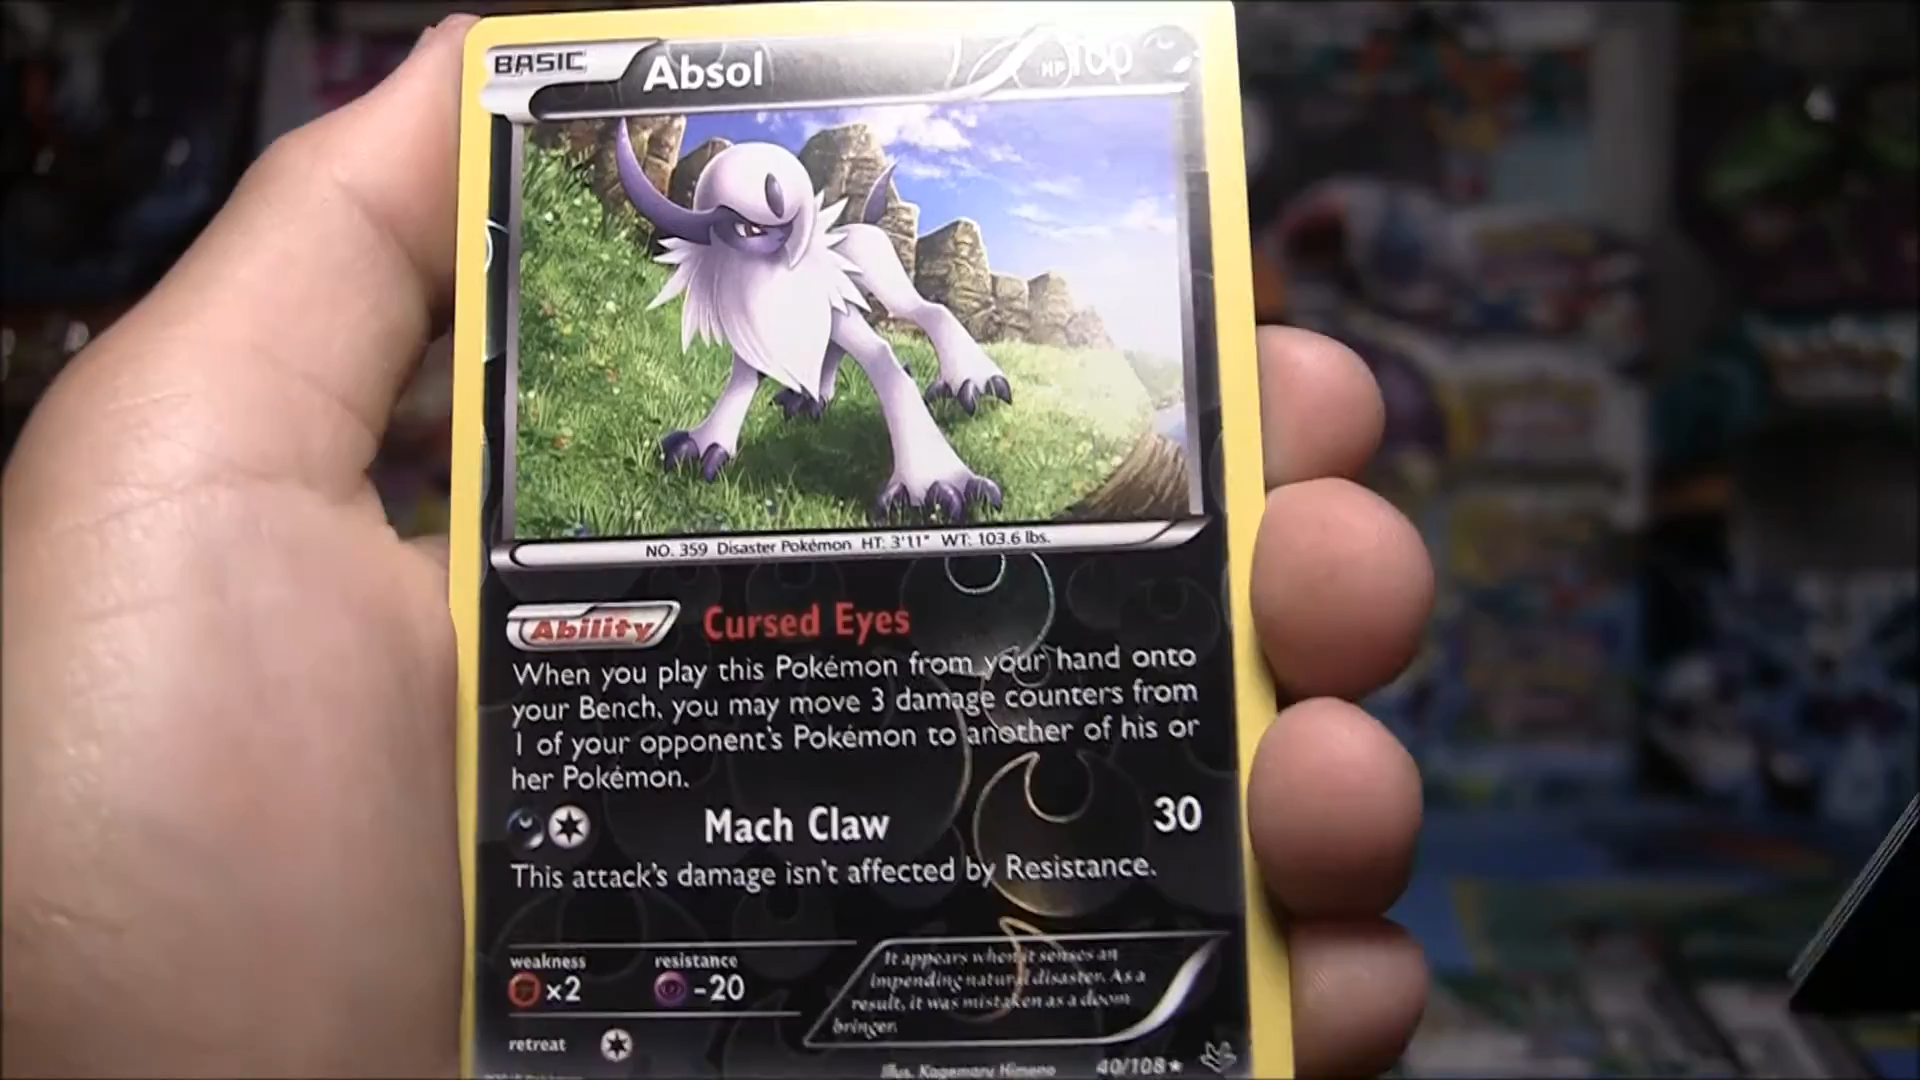 BASIC Absol HP100
NO. 359 Disaster Pokémon HT: 3'11" WT: 103.6 lbs.
Ability Cursed Eyes
When you play this Pokémon from your hand onto
your Bench, you may move 3 damage counters from
1 of your opponent's Pokémon to another of his or
her Pokémon.
Mach Claw 30
This attack's damage isn't affected by Resistance.
weakness resistance
×2 -20
retreat
It appears when it senses an
impending natural disaster. As a
result, it was mistaken as a doom
bringer.
Illus. Kagemaru Himeno 40/108★